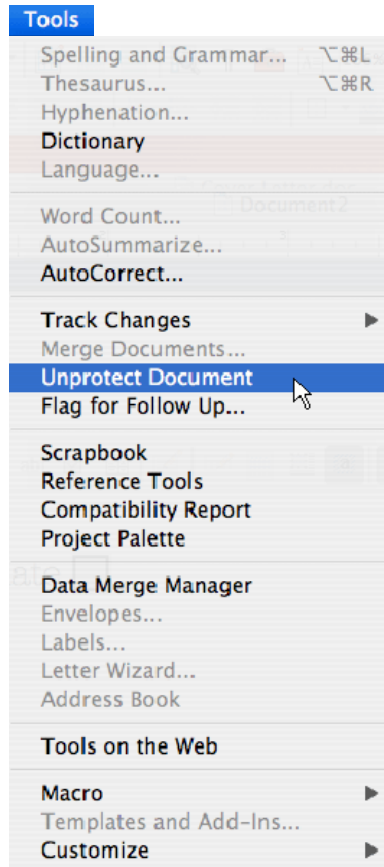 Tools
Spelling and Grammar... ⌥⌘L
Thesaurus... ⌥⌘R
Hyphenation...
Dictionary
Language...
Document2
Word Count...
AutoSummarize...
AutoCorrect...
Track Changes ▶
Merge Documents...
Unprotect Document
Flag for Follow Up...
Scrapbook
Reference Tools
Compatibility Report
Project Palette
Data Merge Manager
Envelopes...
Labels...
Letter Wizard...
Address Book
Tools on the Web
Macro ▶
Templates and Add-Ins...
Customize ▶